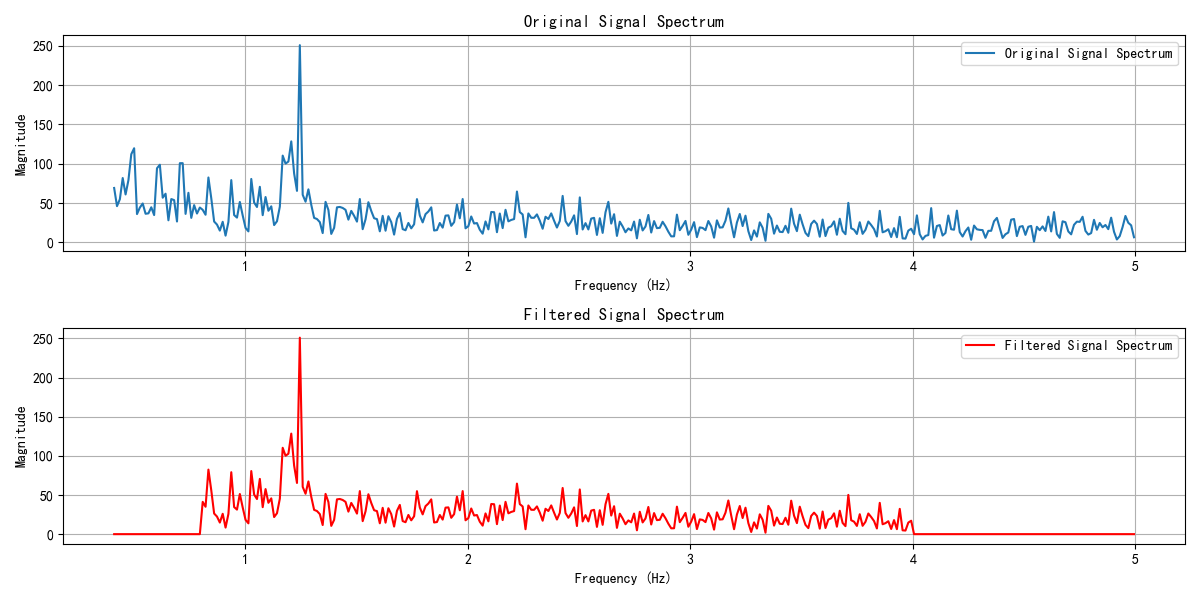 Original Signal Spectrum
250
200
150
100
50
0
Magnitude
Original Signal Spectrum
1 2 3 4 5
Frequency (Hz)
Filtered Signal Spectrum
250
200
150
100
50
0
Magnitude
Filtered Signal Spectrum
1 2 3 4 5
Frequency (Hz)